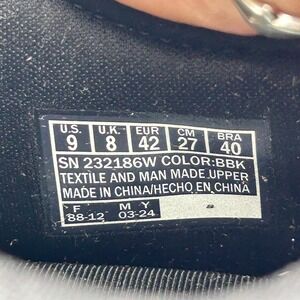 U.S. U.K. EUR CM BRA
9 8 42 27 40
SN 232186W COLOR:BBK
TEXTILE AND MAN MADE UPPER
MADE IN CHINA/HECHO EN CHINA
F M Y
88-12 03-24